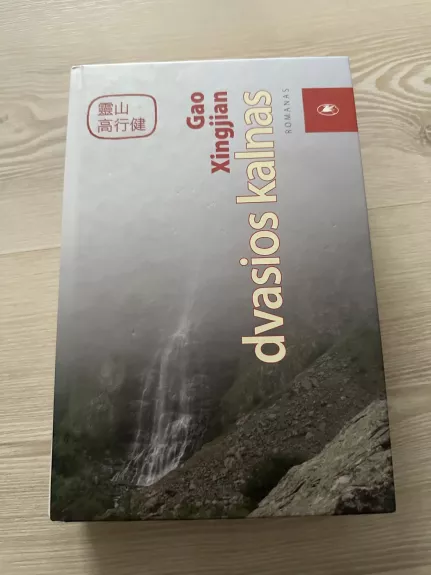 靈山
高行健
Gao
Xingjian
dvasios kalnas
ROMANAS